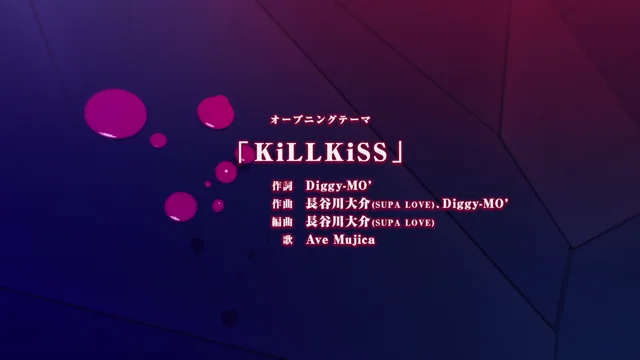 オープニングテーマ
「KiLLKiSS」
作詞 Diggy-MO'
作曲 長谷川大介(SUPA LOVE)、Diggy-MO'
編曲 長谷川大介(SUPA LOVE)
歌 Ave Mujica